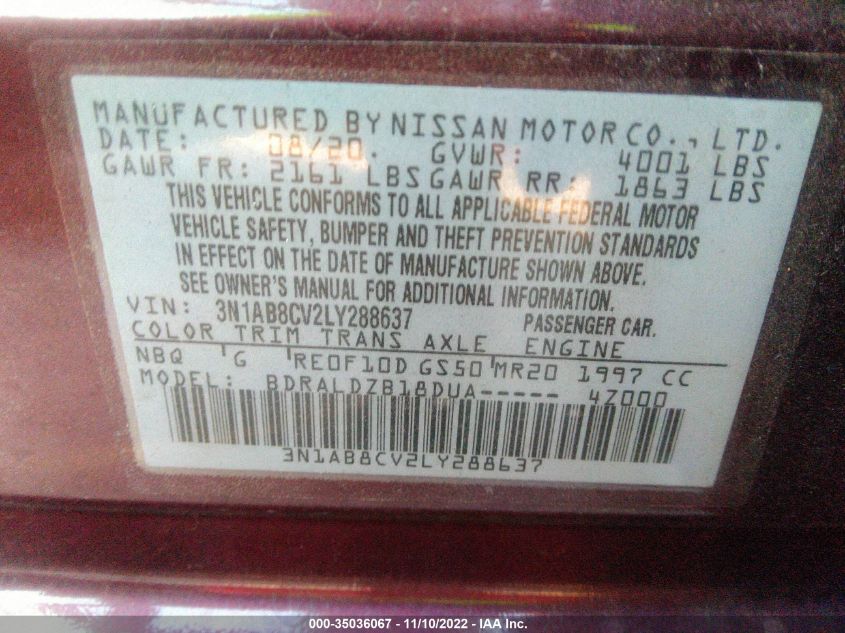 MANUFACTURED BY NISSAN MOTOR CO., LTD.
DATE: 08/20. GVWR: 4001 LBS
GAWR FR: 2161 LBS GAWR RR: 1863 LBS
THIS VEHICLE CONFORMS TO ALL APPLICABLE FEDERAL MOTOR
VEHICLE SAFETY, BUMPER AND THEFT PREVENTION STANDARDS
IN EFFECT ON THE DATE OF MANUFACTURE SHOWN ABOVE.
SEE OWNER'S MANUAL FOR ADDITIONAL INFORMATION.
VIN: 3N1AB8CV2LY288637 PASSENGER CAR.
COLOR TRIM TRANS AXLE ENGINE
NBQ G RE0F10D GS50 MR20 1997 CC
MODEL: BDRALDZB18DUA----- 4Z000
3N1AB8CV2LY288637
000-35036067 - 11/10/2022 - IAA Inc.